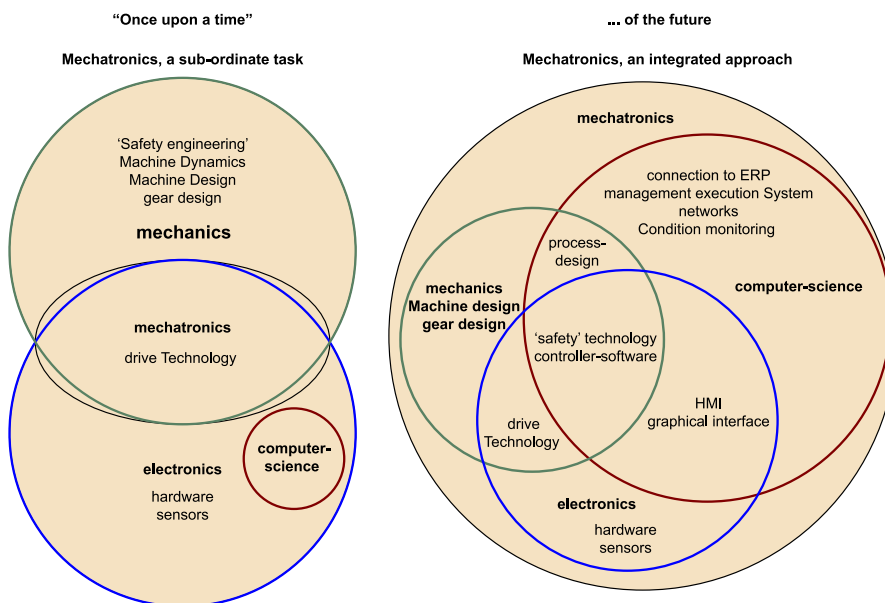 “Once upon a time”
Mechatronics, a sub-ordinate task
‘Safety engineering’
Machine Dynamics
Machine Design
gear design
mechanics
mechatronics
drive Technology
computer-
science
electronics
hardware
sensors
... of the future
Mechatronics, an integrated approach
mechatronics
connection to ERP
management execution System
networks
Condition monitoring
process-
design
mechanics
Machine design
gear design
computer-science
‘safety’ technology
controller-software
HMI
graphical interface
drive
Technology
electronics
hardware
sensors